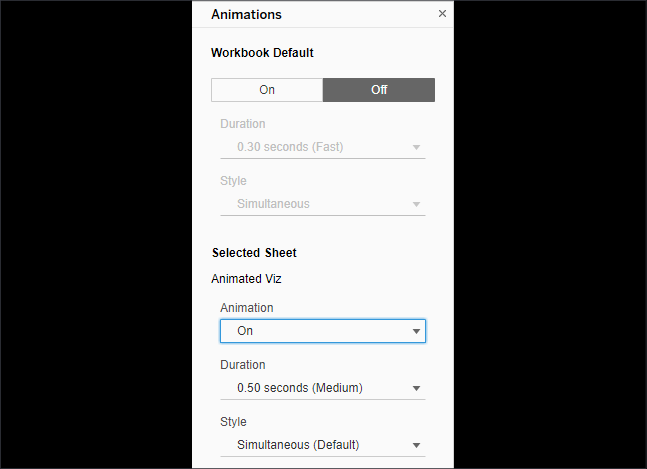 Animations
Workbook Default
On Off
Duration
0.30 seconds (Fast)
Style
Simultaneous
Selected Sheet
Animated Viz
Animation
On
Duration
0.50 seconds (Medium)
Style
Simultaneous (Default)